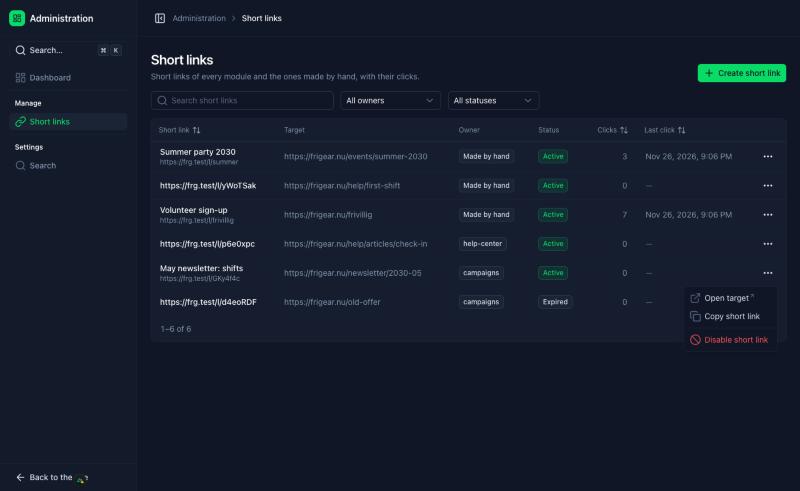 Administration
Administration > Short links
Search... ⌘ K
Dashboard
Manage
Short links
Settings
Search
Back to the
Short links
Short links of every module and the ones made by hand, with their clicks.
Create short link
Search short links
All owners
All statuses
Short link Target Owner Status Clicks Last click
Summer party 2030 https://frigear.nu/events/summer-2030 Made by hand Active 3 Nov 26, 2026, 9:06 PM
https://frg.test/l/summer
https://frg.test/l/yWoTSak https://frigear.nu/help/first-shift Made by hand Active 0 —
Volunteer sign-up https://frigear.nu/frivillig Made by hand Active 7 Nov 26, 2026, 9:06 PM
https://frg.test/l/frivillig
https://frg.test/l/p6e0xpc https://frigear.nu/help/articles/check-in help-center Active 0 —
May newsletter: shifts https://frigear.nu/newsletter/2030-05 campaigns Active 0 —
https://frg.test/l/GKy4f4c
https://frg.test/l/d4eoRDF https://frigear.nu/old-offer campaigns Expired 0 —
1–6 of 6
Open target
Copy short link
Disable short link